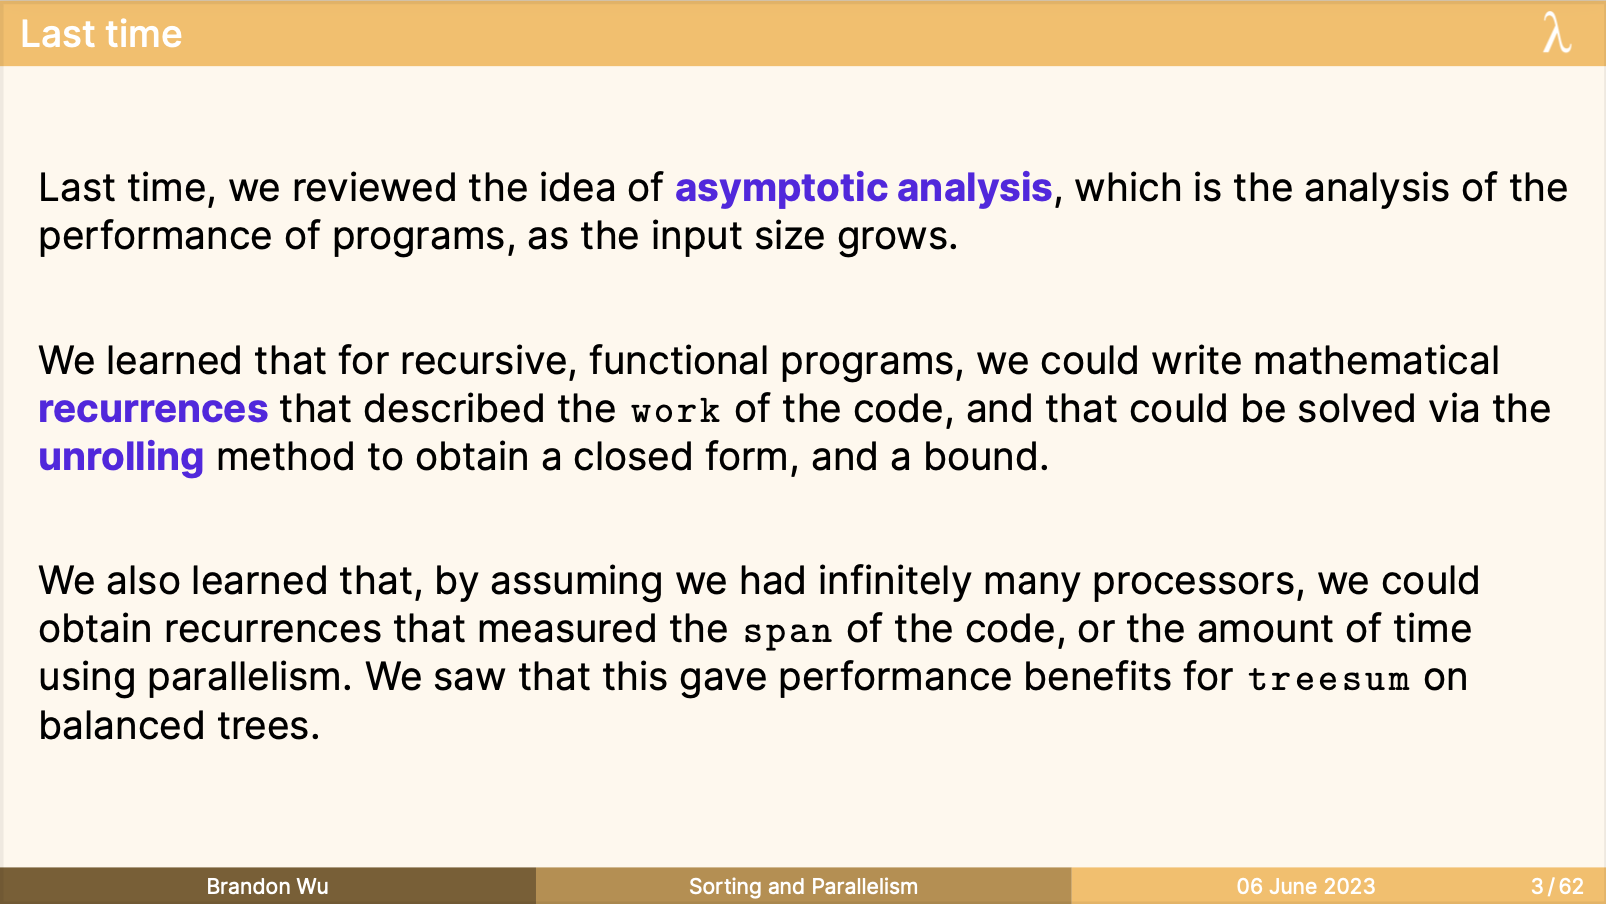 Last time
λ
Last time, we reviewed the idea of asymptotic analysis, which is the analysis of the
performance of programs, as the input size grows.
We learned that for recursive, functional programs, we could write mathematical
recurrences that described the work of the code, and that could be solved via the
unrolling method to obtain a closed form, and a bound.
We also learned that, by assuming we had infinitely many processors, we could
obtain recurrences that measured the span of the code, or the amount of time
using parallelism. We saw that this gave performance benefits for treesum on
balanced trees.
Brandon Wu
Sorting and Parallelism
06 June 2023
3 / 62